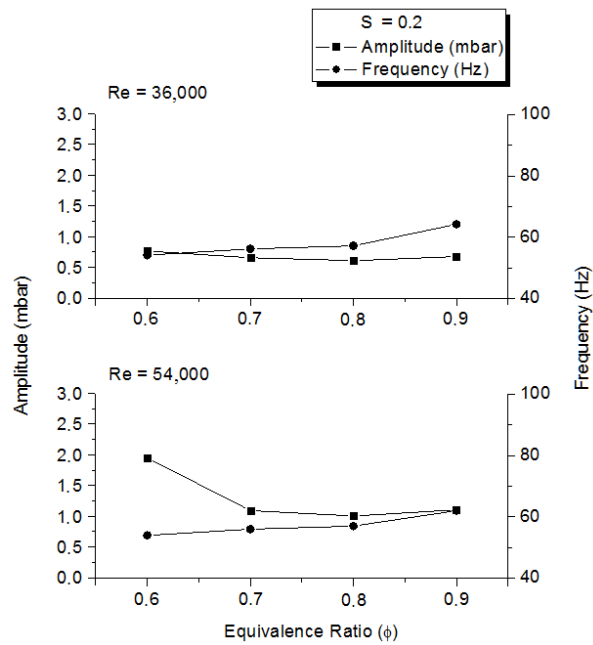 S = 0.2
Amplitude (mbar)
Frequency (Hz)
Re = 36,000
3.0
2.5
2.0
1.5
1.0
0.5
0.0
100
80
60
40
0.6 0.7 0.8 0.9
Amplitude (mbar)
Frequency (Hz)
Re = 54,000
3.0
2.5
2.0
1.5
1.0
0.5
0.0
100
80
60
40
0.6 0.7 0.8 0.9
Equivalence Ratio (ϕ)